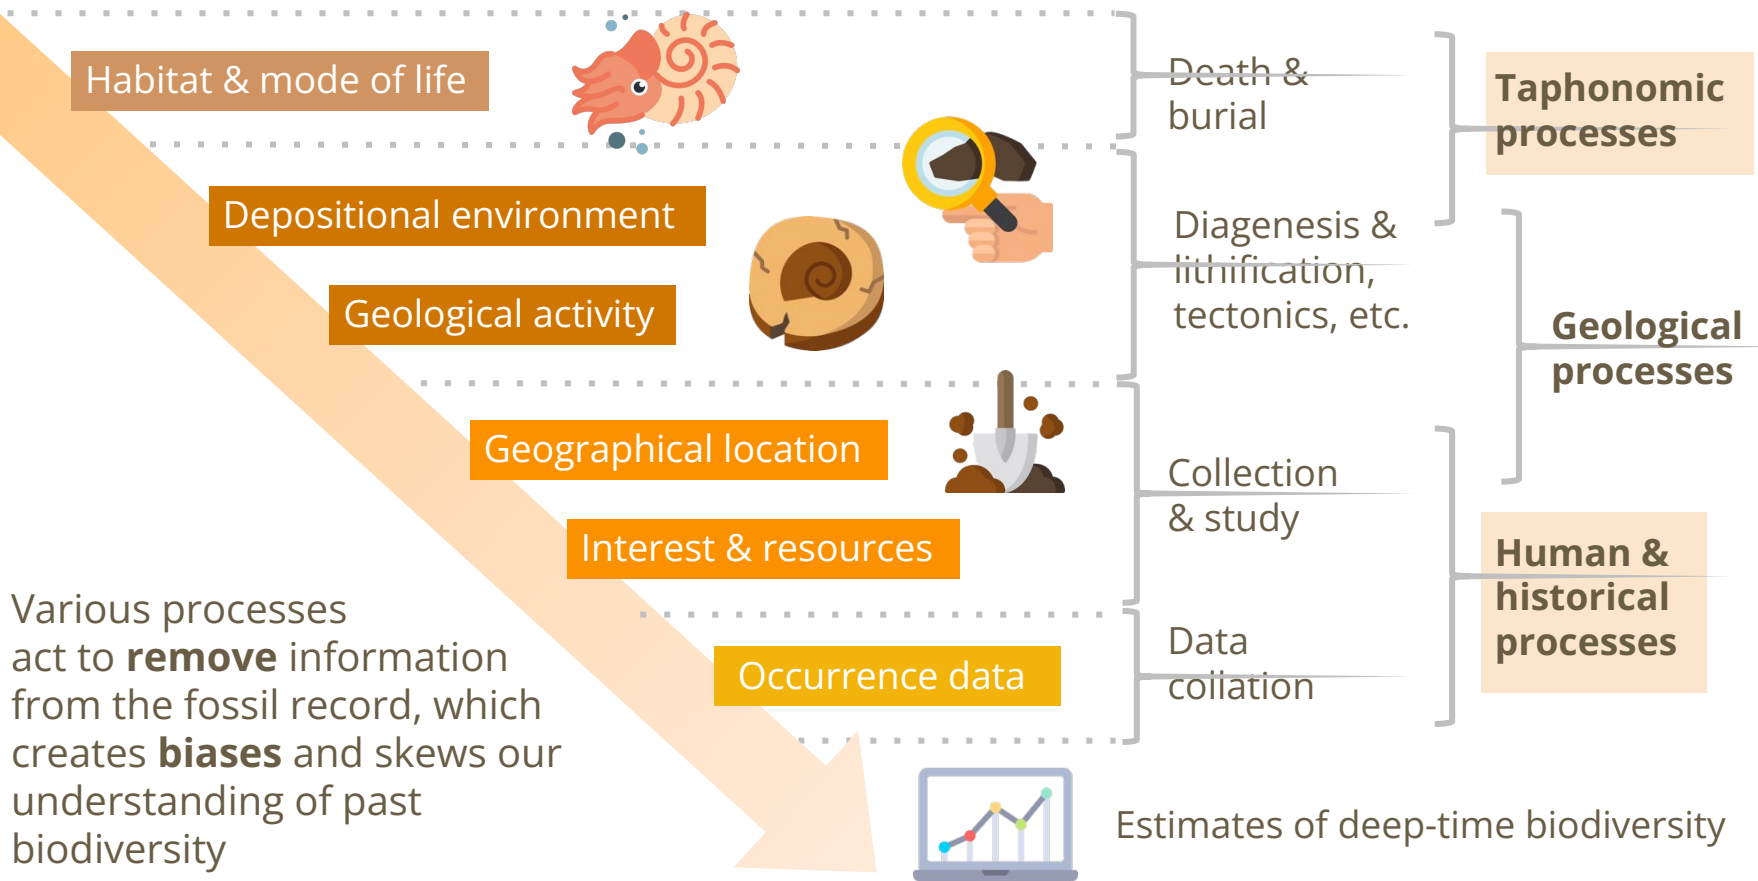 Habitat & mode of life
Death &
burial
Taphonomic
processes
Depositional environment
Diagenesis &
lithification,
tectonics, etc.
Geological activity
Geological
processes
Geographical location
Collection
& study
Interest & resources
Human &
historical
processes
Various processes
act to remove information
from the fossil record, which
creates biases and skews our
understanding of past
biodiversity
Data
collation
Occurrence data
Estimates of deep-time biodiversity